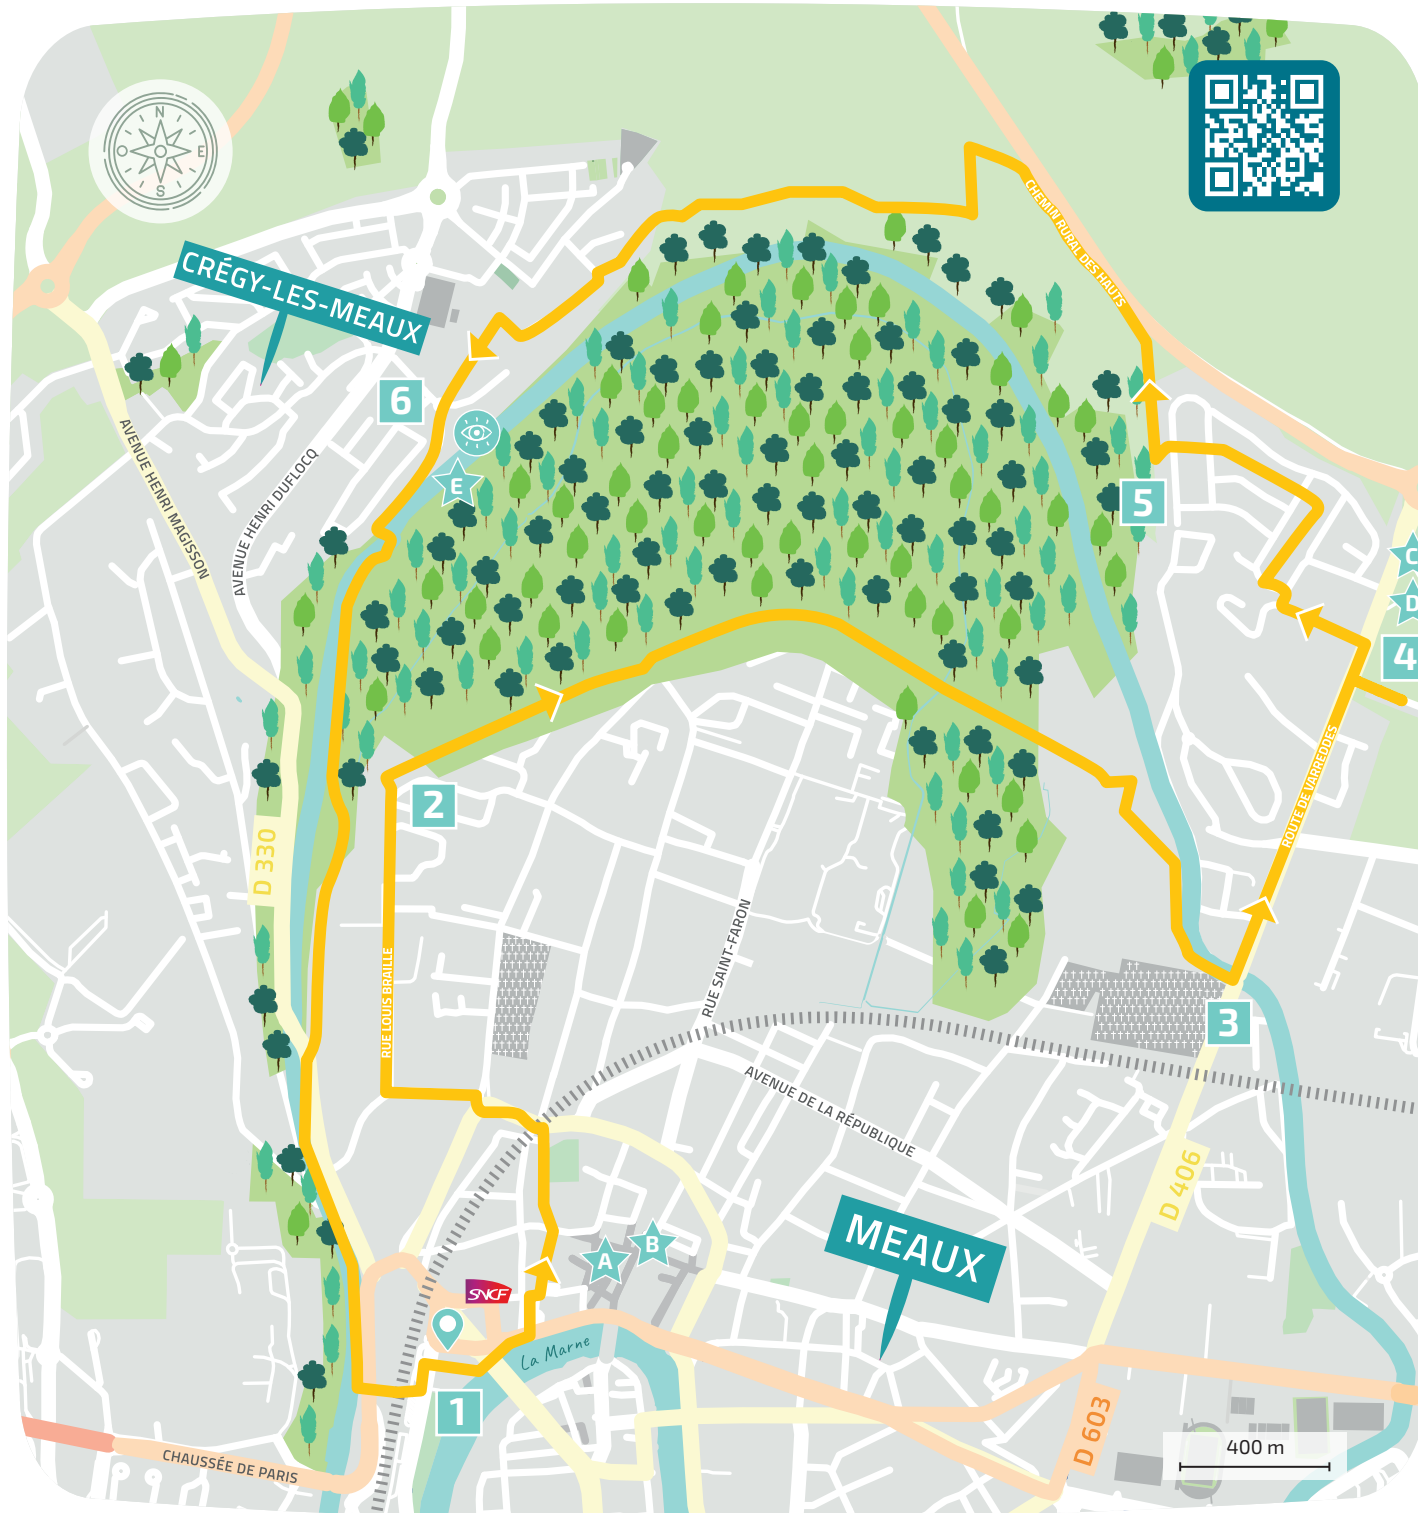 N
E
S
O
CHEMIN RURAL DES HAUTS
CRÉGY-LES-MEAUX
6
E
5
C
D
4
AVENUE HENRI MAGISSON
AVENUE HENRI DUFLOCQ
ROUTE DE VARREDDES
2
D 330
RUE LOUIS BRAILLE
RUE SAINT-FARON
3
AVENUE DE LA RÉPUBLIQUE
D 406
MEAUX
A
B
SNCF
La Marne
1
D 603
CHAUSSÉE DE PARIS
400 m